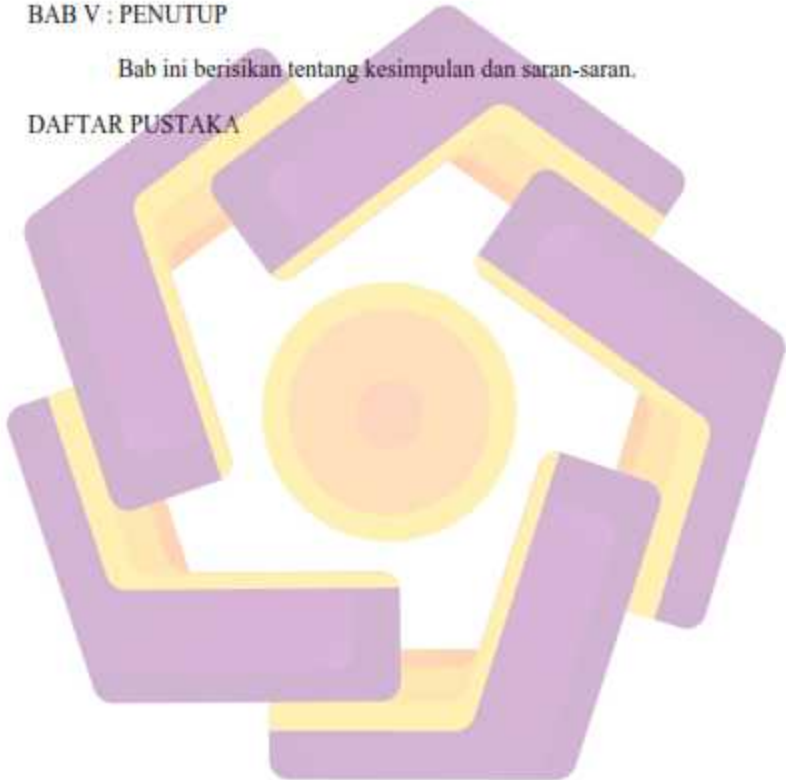 BAB V : PENUTUP
Bab ini berisikan tentang kesimpulan dan saran-saran.
DAFTAR PUSTAKA